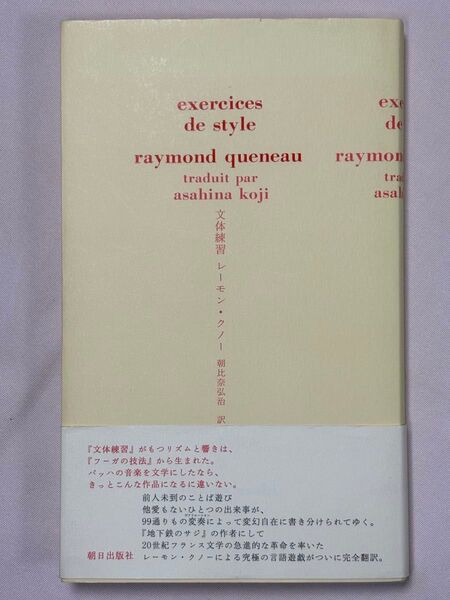 exercices
de style
raymond queneau
traduit par
asahina koji
exe
de
raymon
tra
asah
文体練習 レーモン・クノー 朝比奈弘治 訳
『文体練習』がもつリズムと響きは、
『フーガの技法』から生まれた。
バッハの音楽を文学にしたなら、
きっとこんな作品になるに違いない。
前人未到のことば遊び
他愛もないひとつの出来事が、
99通りもの変奏によって変幻自在に書き分けられてゆく。
『地下鉄のサジ』の作者にして
20世紀フランス文学の急進的な革命を率いた
レーモン・クノーによる究極の言語遊戯がついに完全翻訳。
朝日出版社